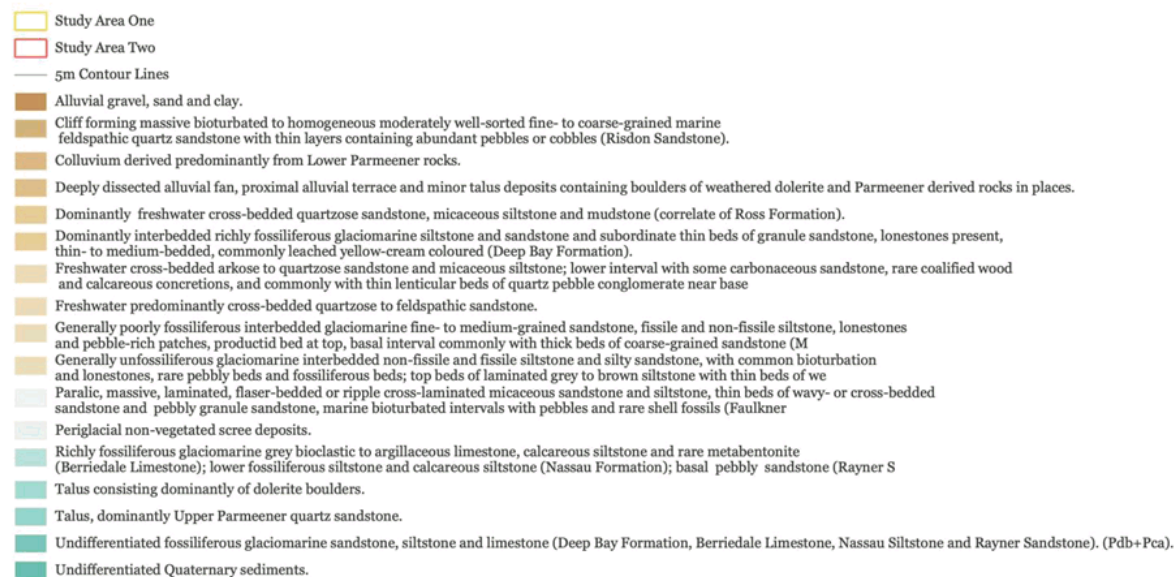 Study Area One
Study Area Two
5m Contour Lines
Alluvial gravel, sand and clay.
Cliff forming massive bioturbated to homogeneous moderately well-sorted fine- to coarse-grained marine
feldspathic quartz sandstone with thin layers containing abundant pebbles or cobbles (Risdon Sandstone).
Colluvium derived predominantly from Lower Parmeener rocks.
Deeply dissected alluvial fan, proximal alluvial terrace and minor talus deposits containing boulders of weathered dolerite and Parmeener derived rocks in places.
Dominantly freshwater cross-bedded quartzose sandstone, micaceous siltstone and mudstone (correlate of Ross Formation).
Dominantly interbedded richly fossiliferous glaciomarine siltstone and sandstone and subordinate thin beds of granule sandstone, lonestones present,
thin- to medium-bedded, commonly leached yellow-cream coloured (Deep Bay Formation).
Freshwater cross-bedded arkose to quartzose sandstone and micaceous siltstone; lower interval with some carbonaceous sandstone, rare coalified wood
and calcareous concretions, and commonly with thin lenticular beds of quartz pebble conglomerate near base
Freshwater predominantly cross-bedded quartzose to feldspathic sandstone.
Generally poorly fossiliferous interbedded glaciomarine fine- to medium-grained sandstone, fissile and non-fissile siltstone, lonestones
and pebble-rich patches, productid bed at top, basal interval commonly with thick beds of coarse-grained sandstone (M
Generally unfossiliferous glaciomarine interbedded non-fissile and fissile siltstone and silty sandstone, with common bioturbation
and lonestones, rare pebbly beds and fossiliferous beds; top beds of laminated grey to brown siltstone with thin beds of we
Paralic, massive, laminated, flaser-bedded or ripple cross-laminated micaceous sandstone and siltstone, thin beds of wavy- or cross-bedded
sandstone and pebbly granule sandstone, marine bioturbated intervals with pebbles and rare shell fossils (Faulkner
Periglacial non-vegetated scree deposits.
Richly fossiliferous glaciomarine grey bioclastic to argillaceous limestone, calcareous siltstone and rare metabentonite
(Berriedale Limestone); lower fossiliferous siltstone and calcareous siltstone (Nassau Formation); basal pebbly sandstone (Rayner S
Talus consisting dominantly of dolerite boulders.
Talus, dominantly Upper Parmeener quartz sandstone.
Undifferentiated fossiliferous glaciomarine sandstone, siltstone and limestone (Deep Bay Formation, Berriedale Limestone, Nassau Siltstone and Rayner Sandstone). (Pdb+Pca).
Undifferentiated Quaternary sediments.